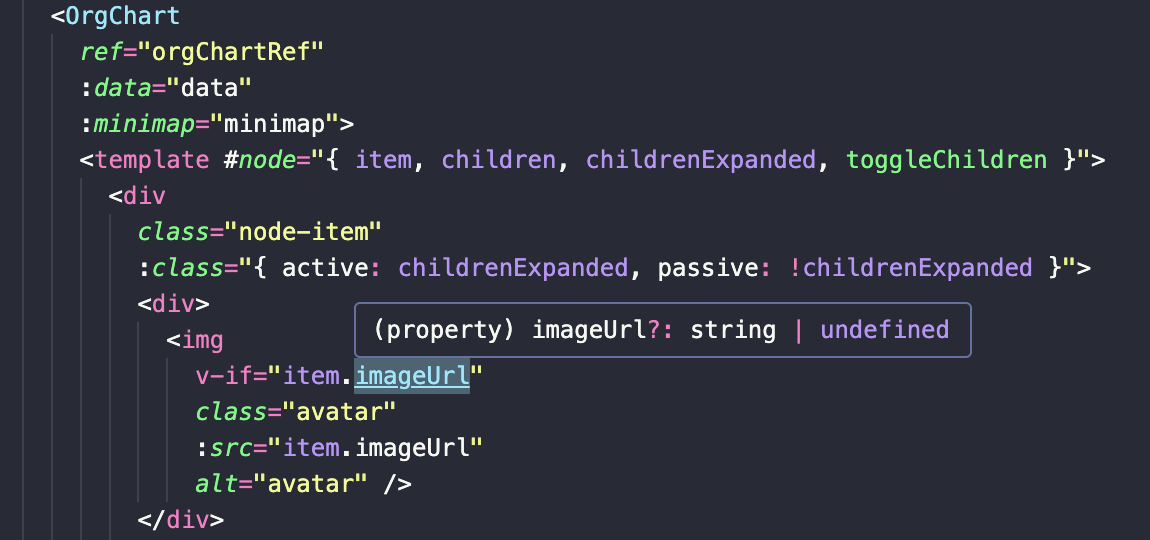 <OrgChart
ref="orgChartRef"
:data="data"
:minimap="minimap">
<template #node="{ item, children, childrenExpanded, toggleChildren }">
<div
class="node-item"
:class="{ active: childrenExpanded, passive: !childrenExpanded }">
<div>
(property) imageUrl?: string | undefined
<img
v-if="item.imageUrl"
class="avatar"
:src="item.imageUrl"
alt="avatar" />
</div>